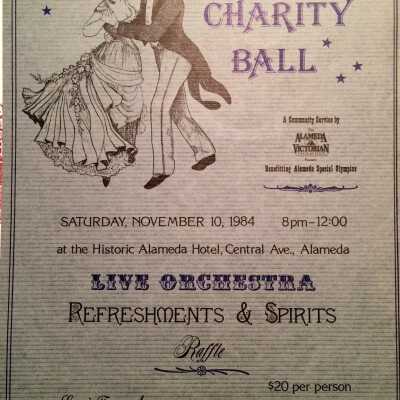 CHARITY
BALL
A Community Service by
ALAMEDA
VICTORIAN
Benefitting Alameda Special Olympics
SATURDAY, NOVEMBER 10, 1984 8pm–12:00
at the Historic Alameda Hotel, Central Ave., Alameda
LIVE ORCHESTRA
REFRESHMENTS & SPIRITS
Raffle
$20 per person